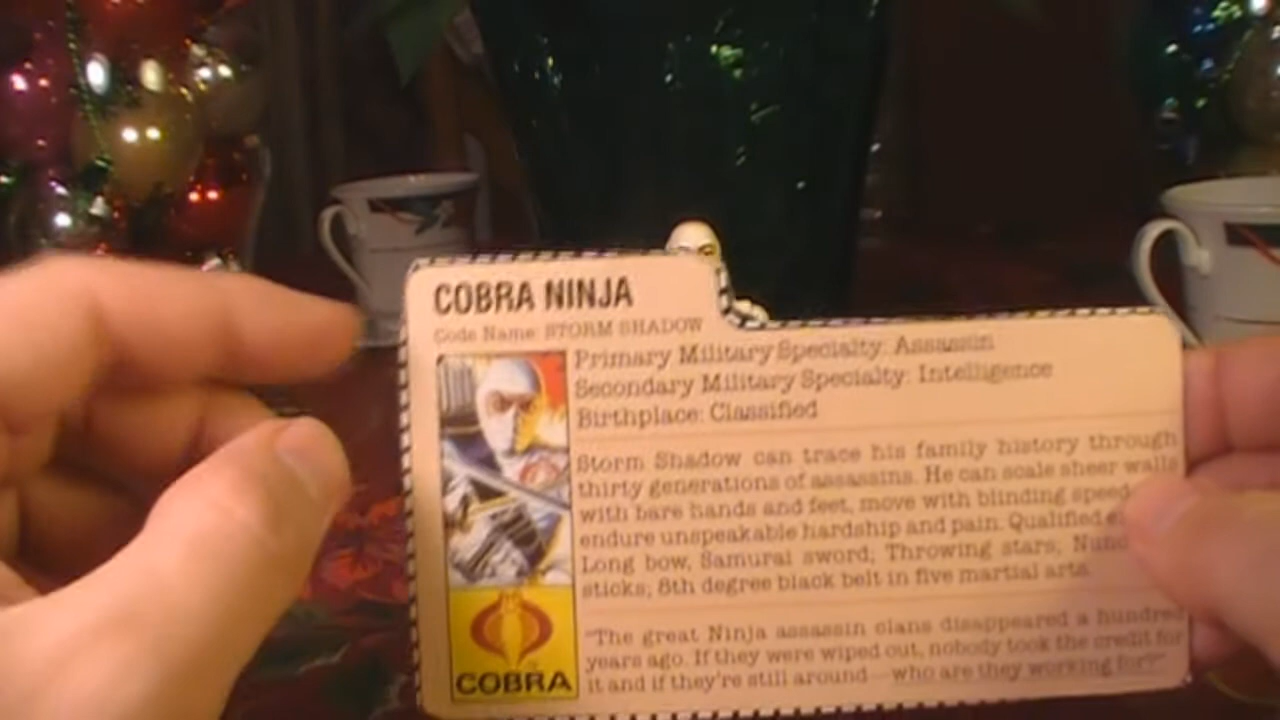 COBRA NINJA
Code Name: STORM SHADOW
Primary Military Specialty: Assassin
Secondary Military Specialty: Intelligence
Birthplace: Classified
Storm Shadow can trace his family history through
thirty generations of assassins. He can scale sheer walls
with bare hands and feet, move with blinding speed
endure unspeakable hardship and pain. Qualified
Long bow, Samurai sword, Throwing stars, Nunc
sticks; 8th degree black belt in five martial arts.
"The great Ninja assassin clans disappeared a hundred
years ago. If they were wiped out, nobody took the credit for
it and if they're still around—who are they working for?"
COBRA